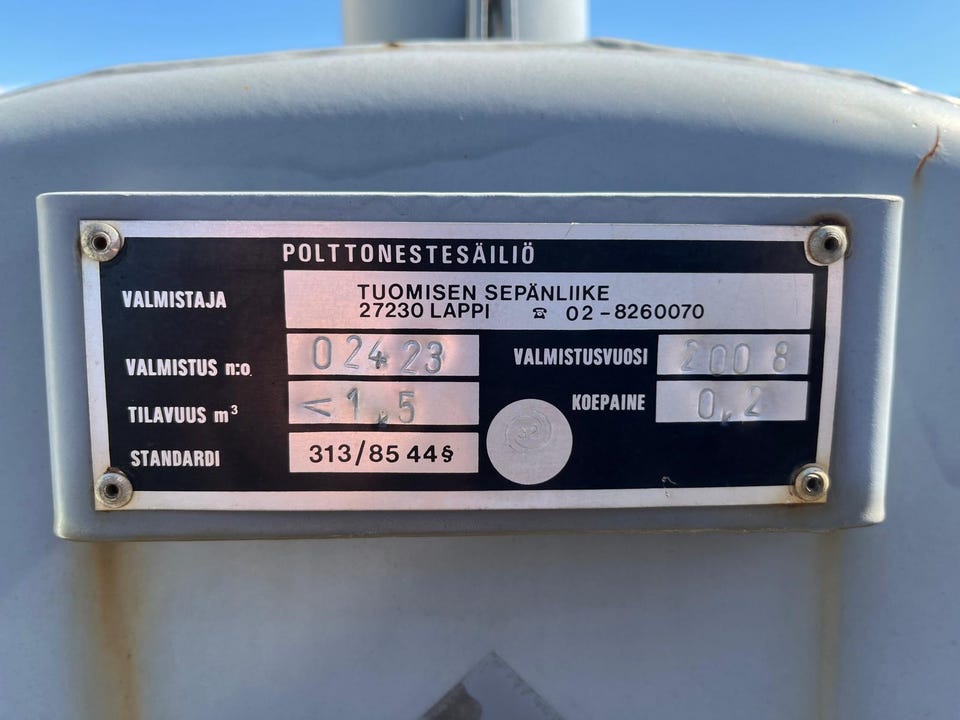 POLTTONESTESÄILIÖ
VALMISTAJA
TUOMISEN SEPÄNLIIKE
27230 LAPPI ☎ 02-8260070
VALMISTUS n:o. 02423 VALMISTUSVUOSI 2008
TILAVUUS m³ < 1,5 KOEPAINE 0,2
STANDARDI 313/85 44§